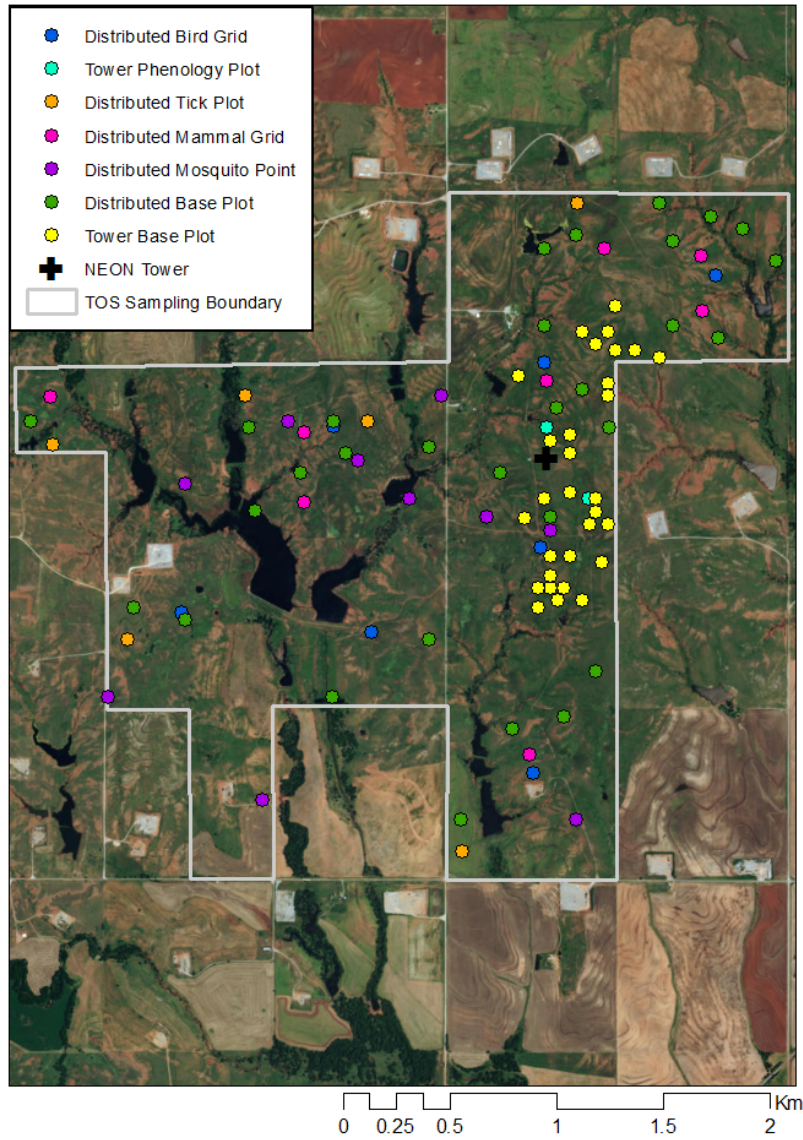 Distributed Bird Grid
Tower Phenology Plot
Distributed Tick Plot
Distributed Mammal Grid
Distributed Mosquito Point
Distributed Base Plot
Tower Base Plot
NEON Tower
TOS Sampling Boundary
Km
0 0.25 0.5 1 1.5 2